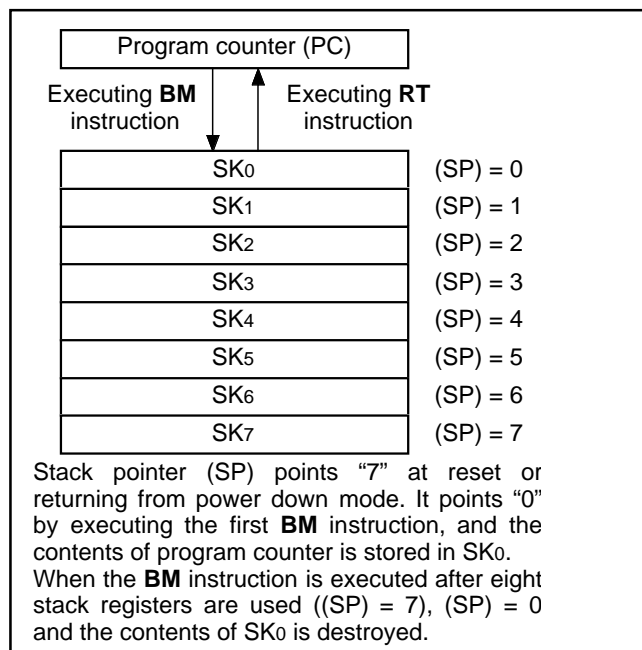 Program counter (PC)
Executing BM Executing RT
instruction instruction
SK0 (SP) = 0
SK1 (SP) = 1
SK2 (SP) = 2
SK3 (SP) = 3
SK4 (SP) = 4
SK5 (SP) = 5
SK6 (SP) = 6
SK7 (SP) = 7
Stack pointer (SP) points “7” at reset or
returning from power down mode. It points “0”
by executing the first BM instruction, and the
contents of program counter is stored in SK0.
When the BM instruction is executed after eight
stack registers are used ((SP) = 7), (SP) = 0
and the contents of SK0 is destroyed.